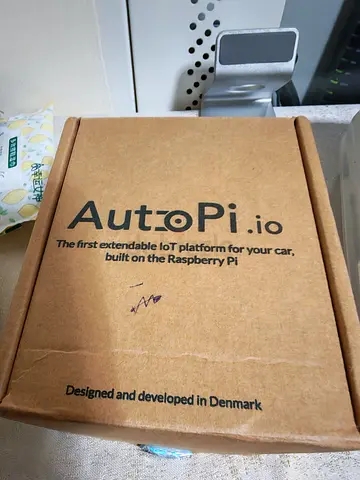 AutoPi.io
The first extendable IoT platform for your car,
built on the Raspberry Pi
Designed and developed in Denmark